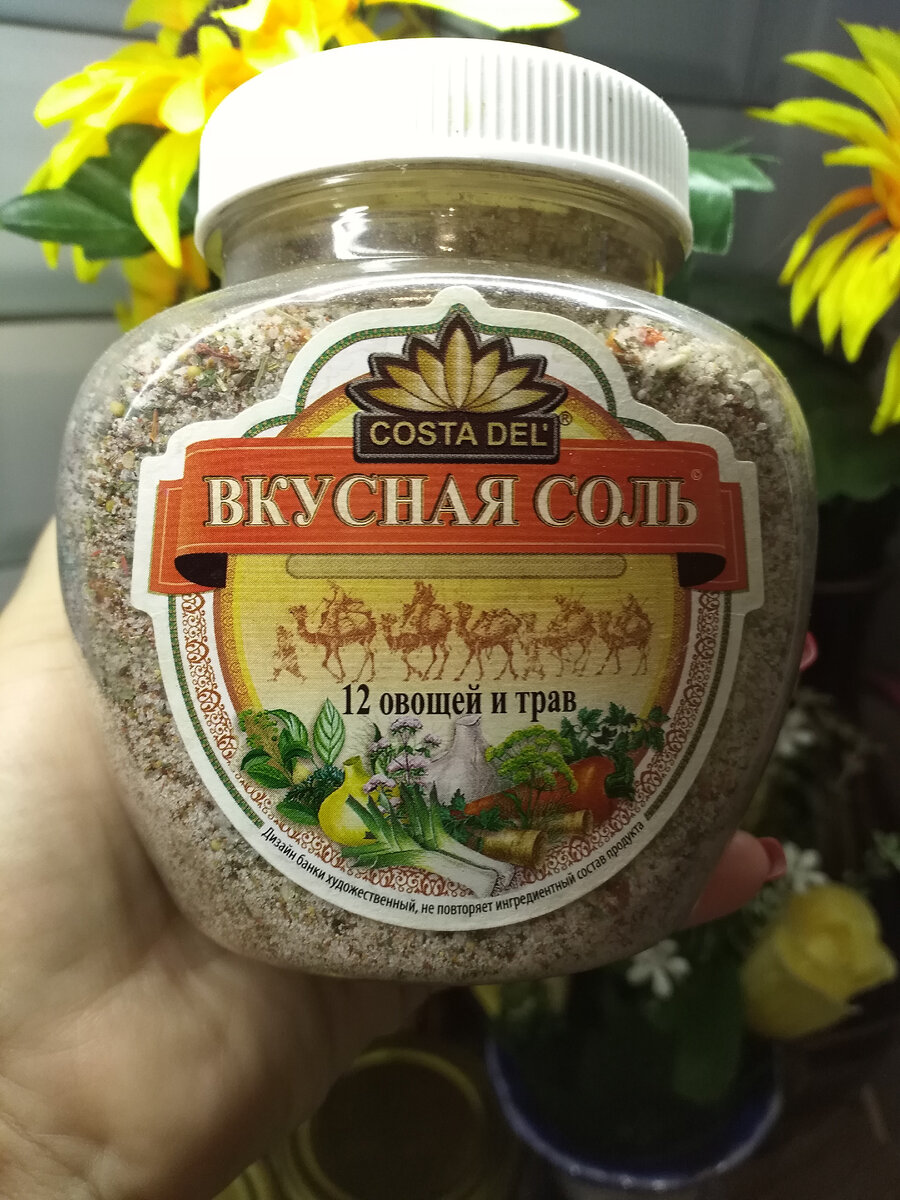 COSTA DEL'®
ВКУСНАЯ СОЛЬ©
12 овощей и трав
Дизайн банки художественный, не повторяет ингредиентный состав продукта